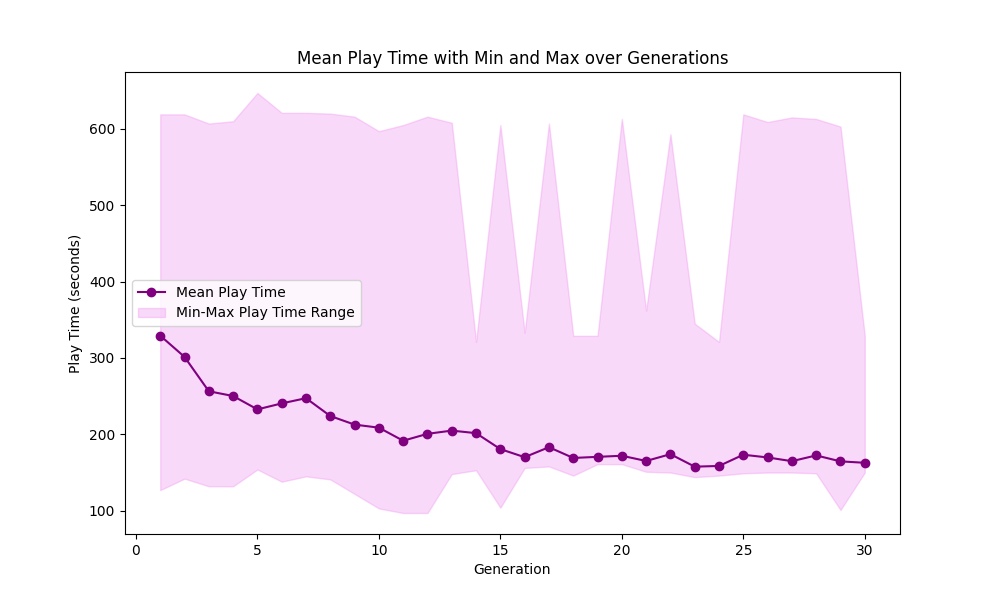 Mean Play Time with Min and Max over Generations
600
500
400
300
200
100
Play Time (seconds)
Mean Play Time
Min-Max Play Time Range
0 5 10 15 20 25 30
Generation